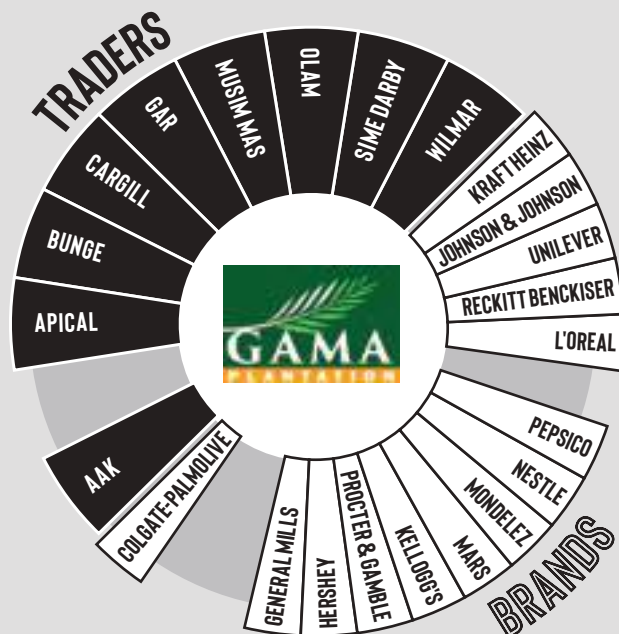 TRADERS
AAK
APICAL
BUNGE
CARGILL
GAR
MUSIM MAS
OLAM
SIME DARBY
WILMAR
KRAFT HEINZ
JOHNSON & JOHNSON
UNILEVER
RECKITT BENCKISER
L'OREAL
PEPSICO
NESTLE
MONDELEZ
MARS
KELLOGG'S
PROCTER & GAMBLE
HERSHEY
GENERAL MILLS
COLGATE-PALMOLIVE
BRANDS
GAMA
PLANTATION